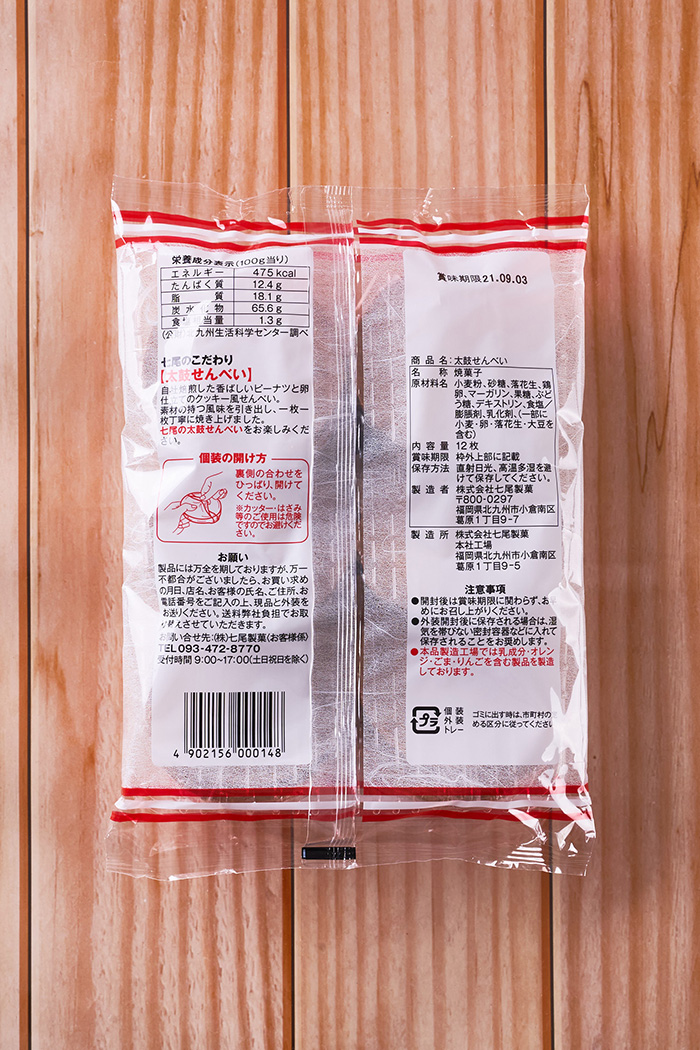 栄養成分表示(100g当り)
エネルギー 475 kcal
たんぱく質 12.4 g
脂質 18.1 g
炭水化物 65.6 g
食塩相当量 1.3 g
九州生活科学センター調べ
七尾のこだわり
【太鼓せんべい】
自社焙煎した香ばしいピーナツと卵
仕立てのクッキー風せんべい。
素材の持つ風味を引き出し、一枚一
枚丁寧に焼き上げました。
七尾の太鼓せんべいをお楽しみくださ
い。
個装の開け方
裏側の合わせを
ひっぱり、開けて
ください。
※カッター・はさみ
等のご使用は危険
ですのでお避けくだ
さい。
お願い
製品には万全を期しておりますが、万一
不都合がございましたら、お買い求め
の月日、店名、お客様の氏名、ご住所、お
電話番号をご記入の上、現品と外装を
お送りください。送料弊社負担でお取
り替えさせていただきます。
お問い合せ先:(株)七尾製菓(お客様係)
TEL 093-472-8770
受付時間 9:00~17:00(土日祝日を除く)
4 902156 000148
賞味期限21.09.03
商品名:太鼓せんべい
名称 焼菓子
原材料名 小麦粉、砂糖、落花生、鶏
卵、マーガリン、果糖、ぶど
う糖、デキストリン、食塩/
膨脹剤、乳化剤、(一部に
小麦・卵・落花生・大豆を
含む)
内容量 12枚
賞味期限 枠外上部に記載
保存方法 直射日光、高温多湿を避
けて保存してください。
製造者 株式会社七尾製菓
〒800-0297
福岡県北九州市小倉南区
葛原1丁目9-7
製造所 株式会社七尾製菓
本社工場
福岡県北九州市小倉南区
葛原1丁目9-5
注意事項
●開封後は賞味期限に関わらず、お早
めにお召し上がりください。
●外装開封後に保存される場合は、湿
気を帯びない密封容器などに入れて
保存されることをお奨めします。
●本品製造工場では乳成分・オレン
ジ・ごま・りんごを含む製品を製造
しております。
プラ
個装
外装
トレー
ゴミに出す時は、市町村の定
める区分に従ってください